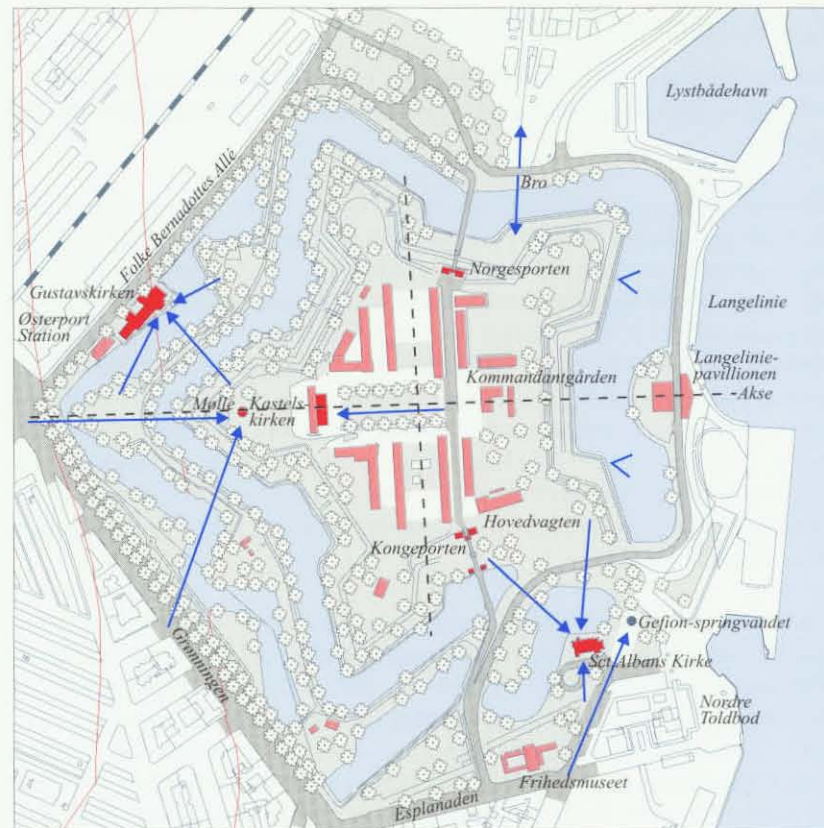 Lystbådehavn
Bro
Folke Bernadottes Allé
Norgesporten
Gustavskirken
Østerport
Station
Langelinie
Langelinie-
pavillionen
Kommandantgården
Akse
Mølle
Kastels-
kirken
Hovedvagten
Kongeporten
Gefion-springvandet
Grønningen
Sct. Albans Kirke
Nordre
Toldbod
Frihedsmuseet
Esplanaden